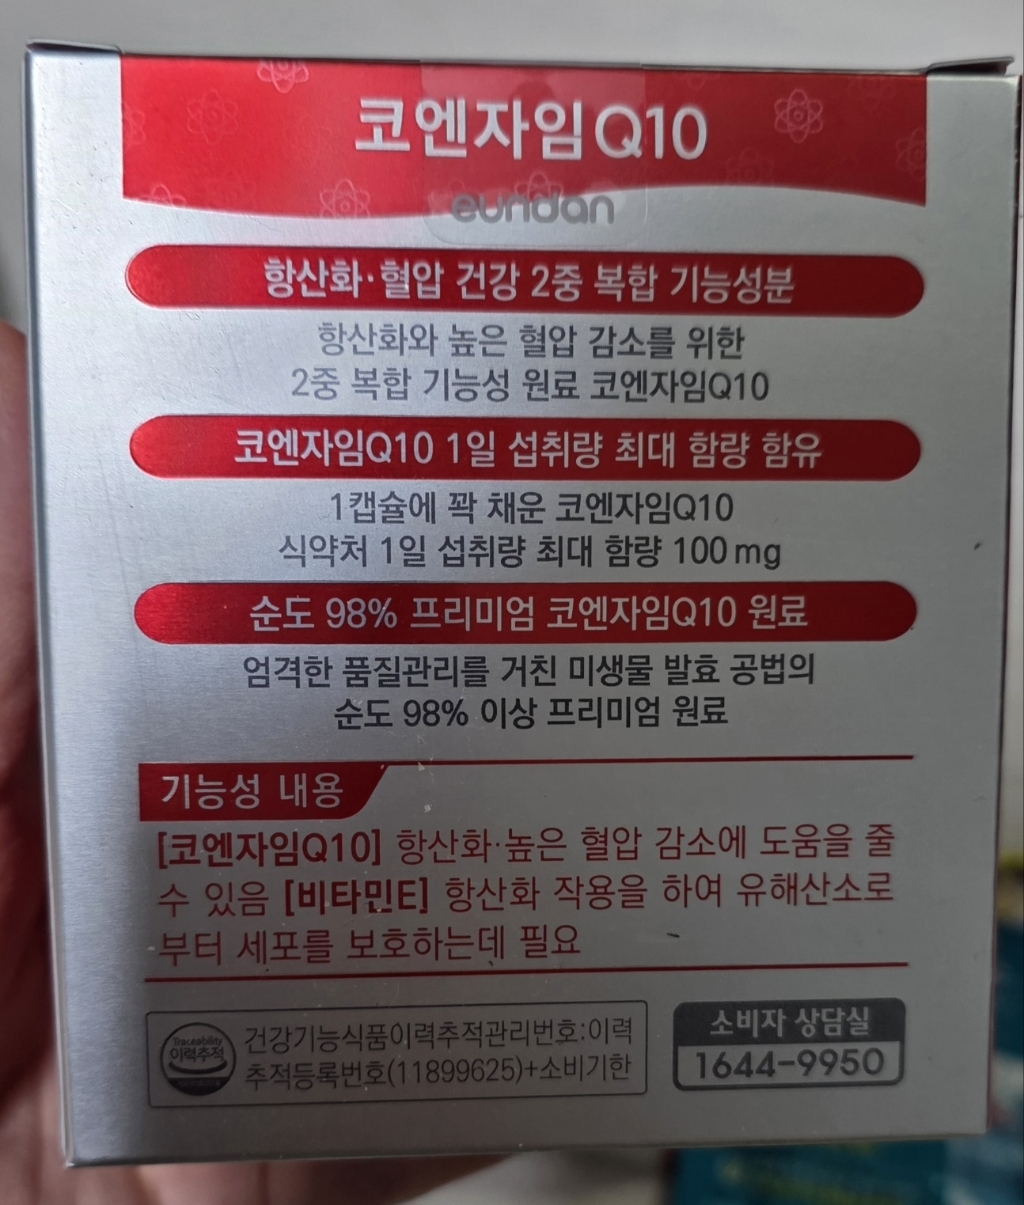 코엔자임Q10
euridan
항산화·혈압 건강 2중 복합 기능성분
항산화와 높은 혈압 감소를 위한
2중 복합 기능성 원료 코엔자임Q10
코엔자임Q10 1일 섭취량 최대 함량 함유
1캡슐에 꽉 채운 코엔자임Q10
식약처 1일 섭취량 최대 함량 100mg
순도 98% 프리미엄 코엔자임Q10 원료
엄격한 품질관리를 거친 미생물 발효 공법의
순도 98% 이상 프리미엄 원료
기능성 내용
[코엔자임Q10] 항산화·높은 혈압 감소에 도움을 줄
수 있음 [비타민E] 항산화 작용을 하여 유해산소로
부터 세포를 보호하는데 필요
Traceability
이력추적
건강기능식품이력추적관리번호:이력
추적등록번호(11899625)+소비기한
소비자 상담실
1644-9950